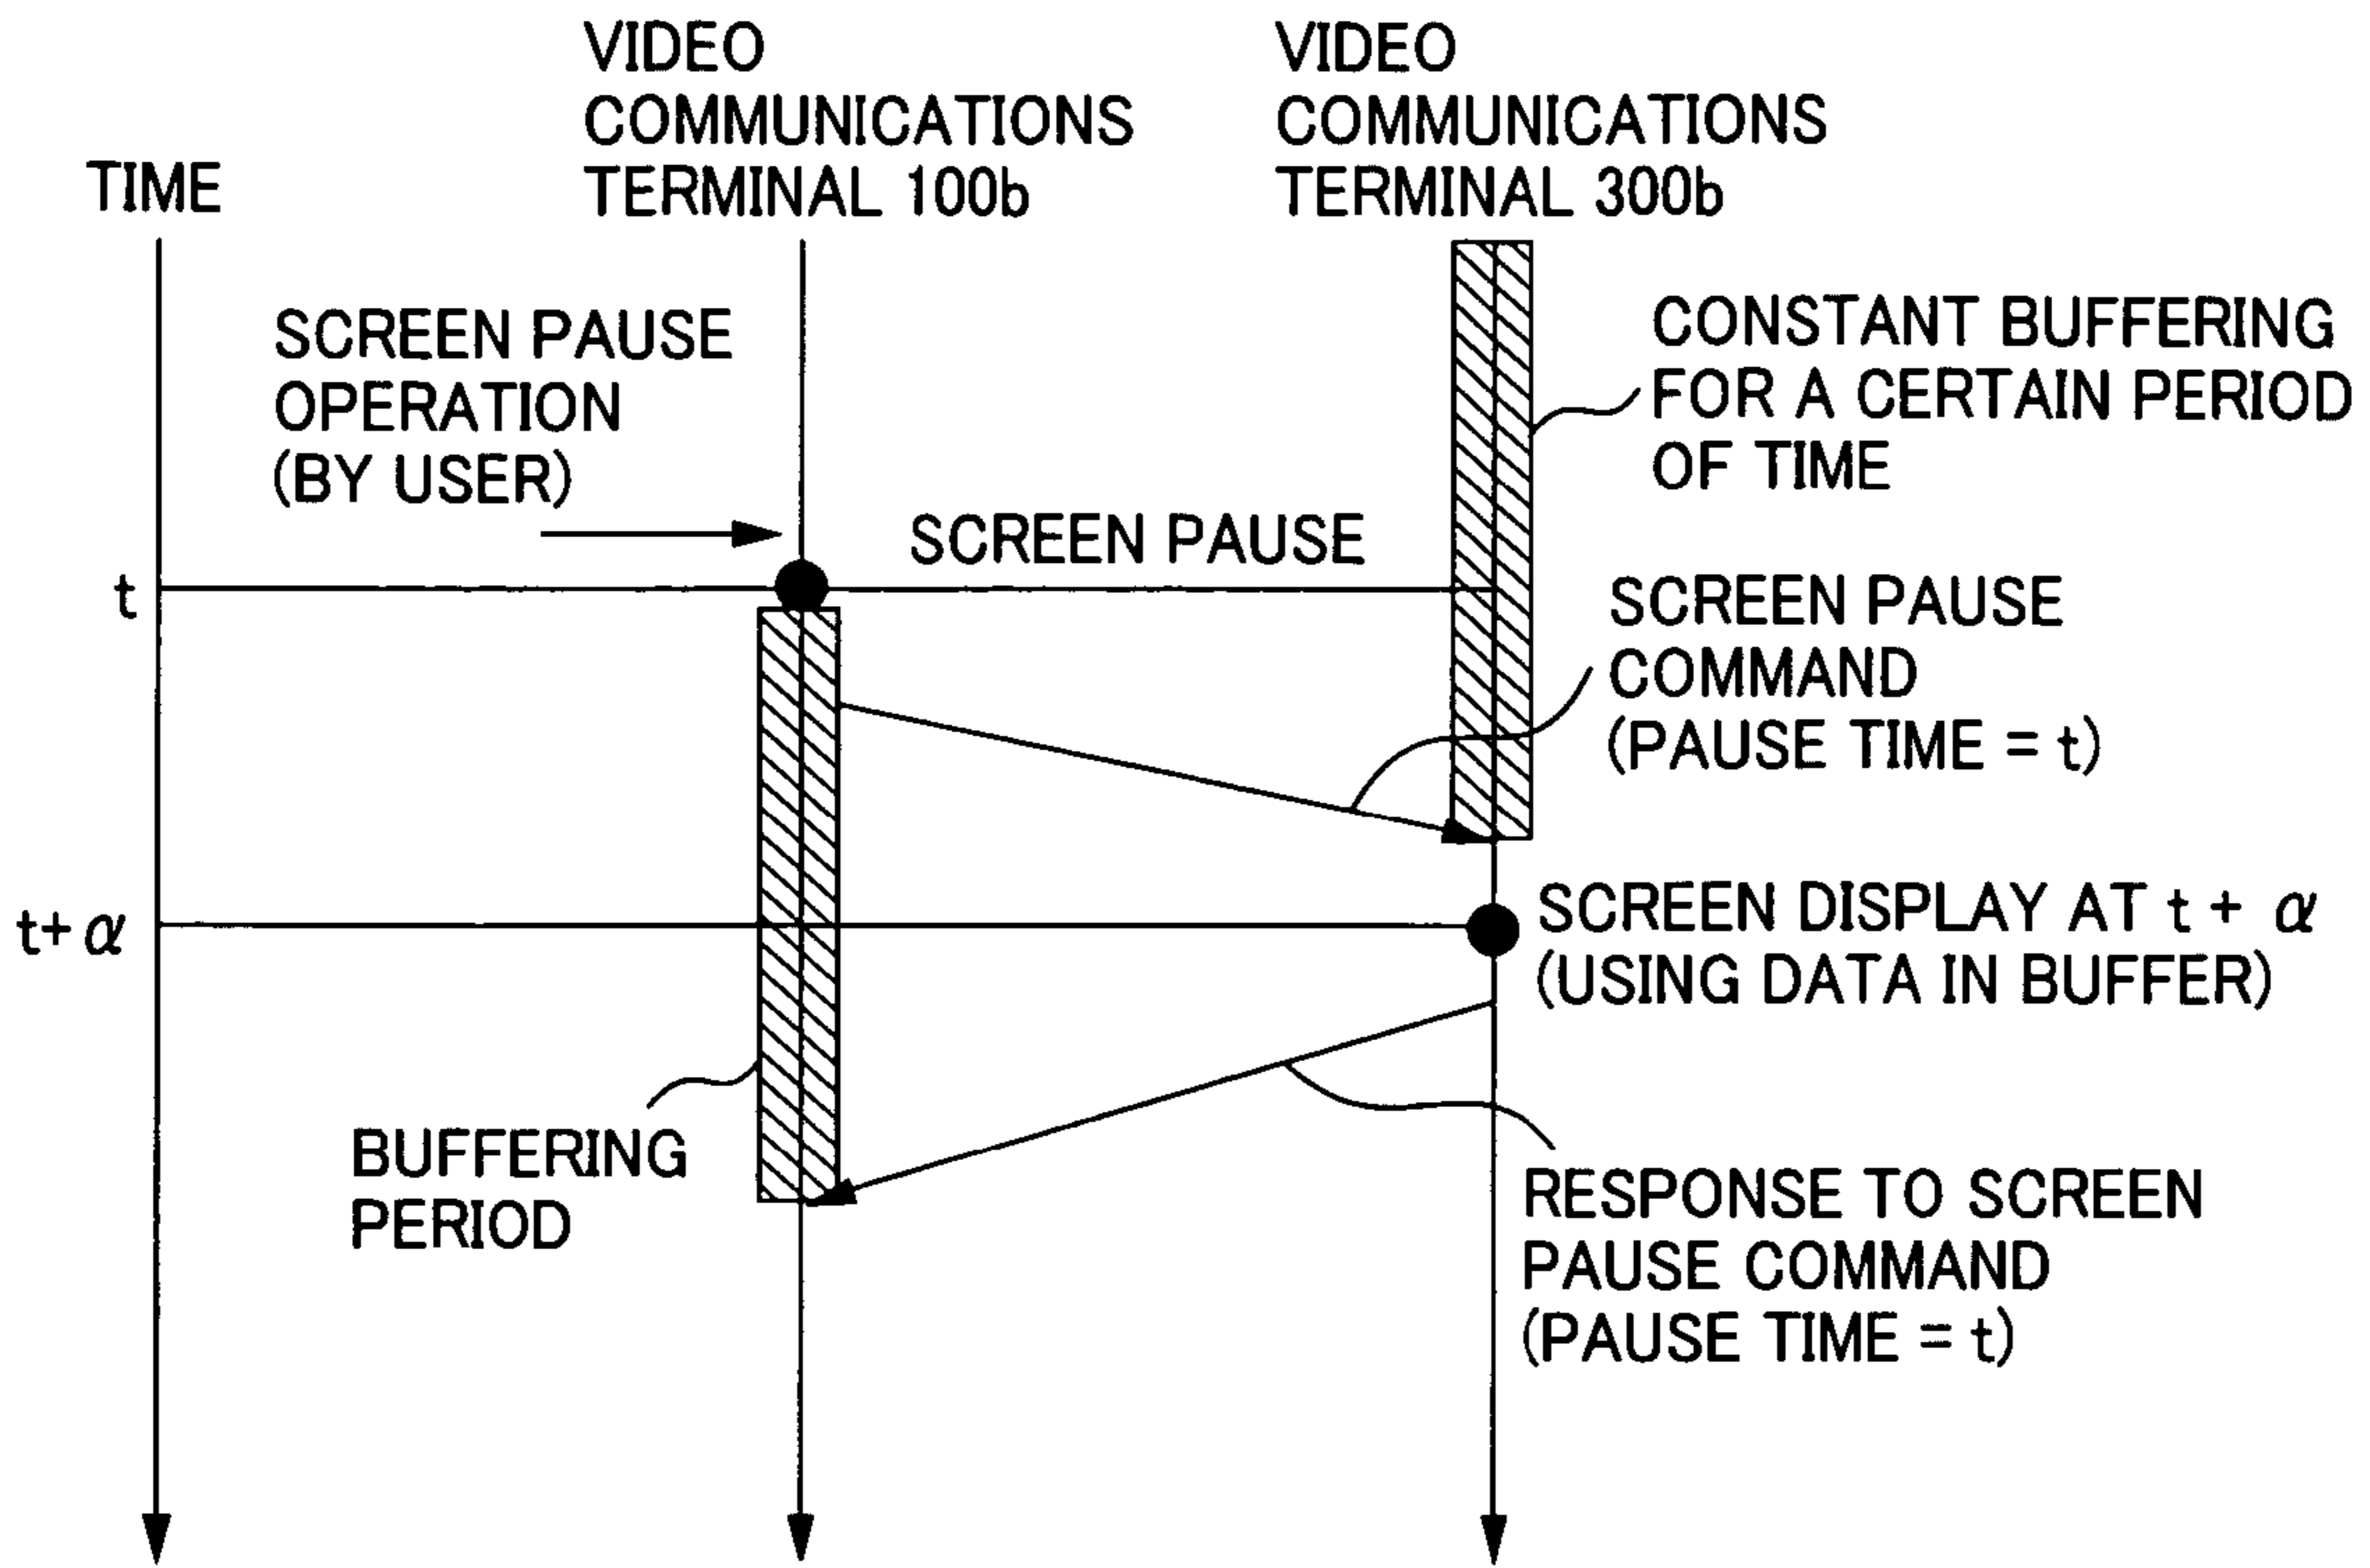 TIME
VIDEO
COMMUNICATIONS
TERMINAL 100b
VIDEO
COMMUNICATIONS
TERMINAL 300b
SCREEN PAUSE
OPERATION
(BY USER)
CONSTANT BUFFERING
FOR A CERTAIN PERIOD
OF TIME
SCREEN PAUSE
t
SCREEN PAUSE
COMMAND
(PAUSE TIME = t)
t+ α
SCREEN DISPLAY AT t + α
(USING DATA IN BUFFER)
BUFFERING
PERIOD
RESPONSE TO SCREEN
PAUSE COMMAND
(PAUSE TIME = t)